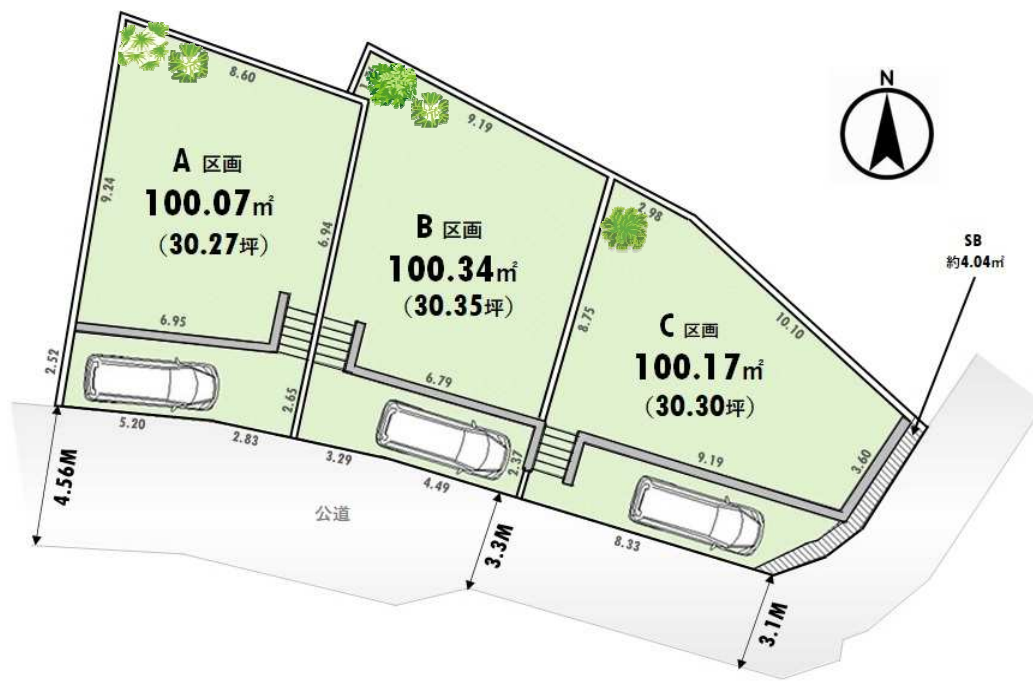 N
8.60
9.19
A 区画
100.07㎡
（30.27坪）
9.24
6.94
B 区画
100.34㎡
（30.35坪）
2.98
SB
約4.04㎡
8.75
10.10
C 区画
100.17㎡
（30.30坪）
6.95
2.52
2.65
6.79
5.20
2.83
3.29
4.49
2.37
9.19
3.60
8.33
4.56M
公道
3.3M
3.1M